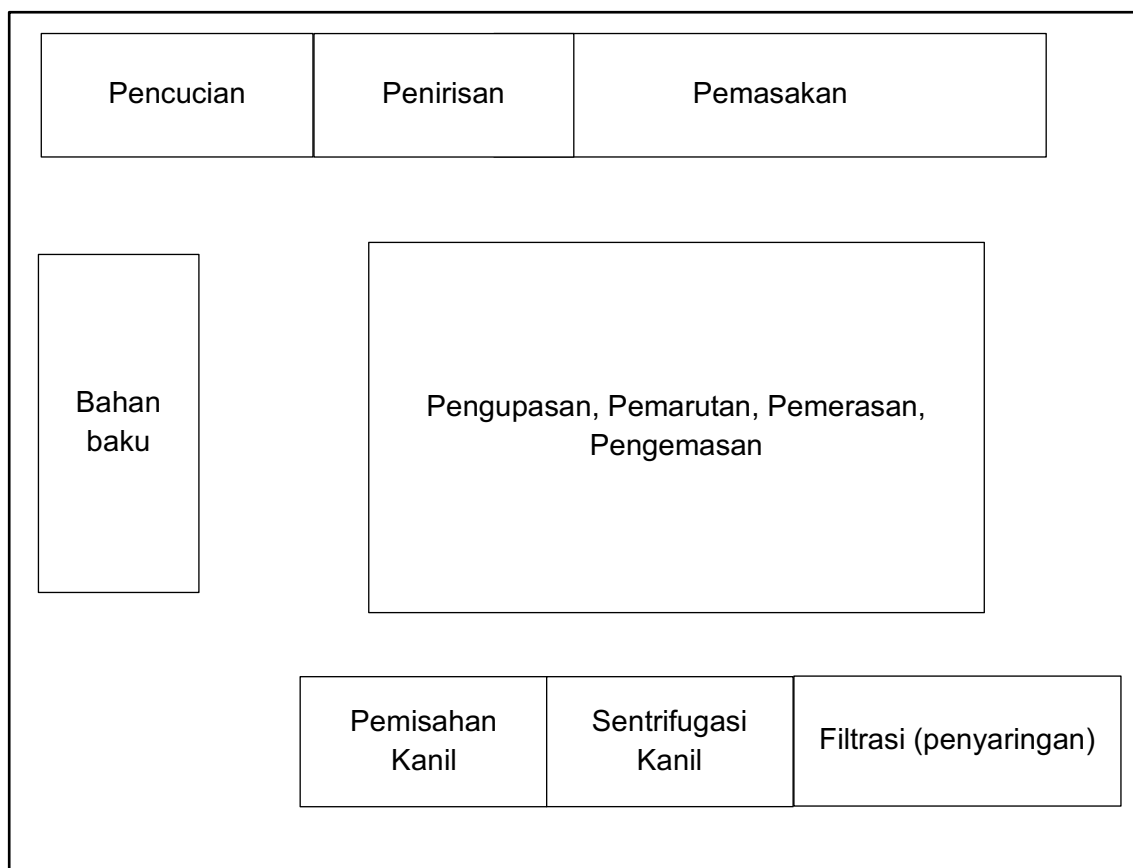 Pencucian
Penirisan
Pemasakan
Bahan
baku
Pengupasan, Pemarutan, Pemerasan,
Pengemasan
Pemisahan
Kanil
Sentrifugasi
Kanil
Filtrasi (penyaringan)